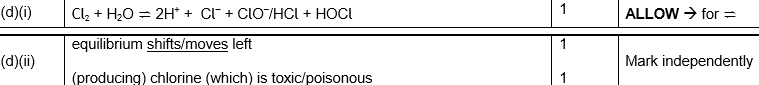 (d)(i) Cl₂ + H₂O ⇌ 2H⁺ + Cl⁻ + ClO⁻/HCl + HOCl 1 ALLOW → for ⇌
equilibrium shifts/moves left 1
(d)(ii) Mark independently
(producing) chlorine (which) is toxic/poisonous 1